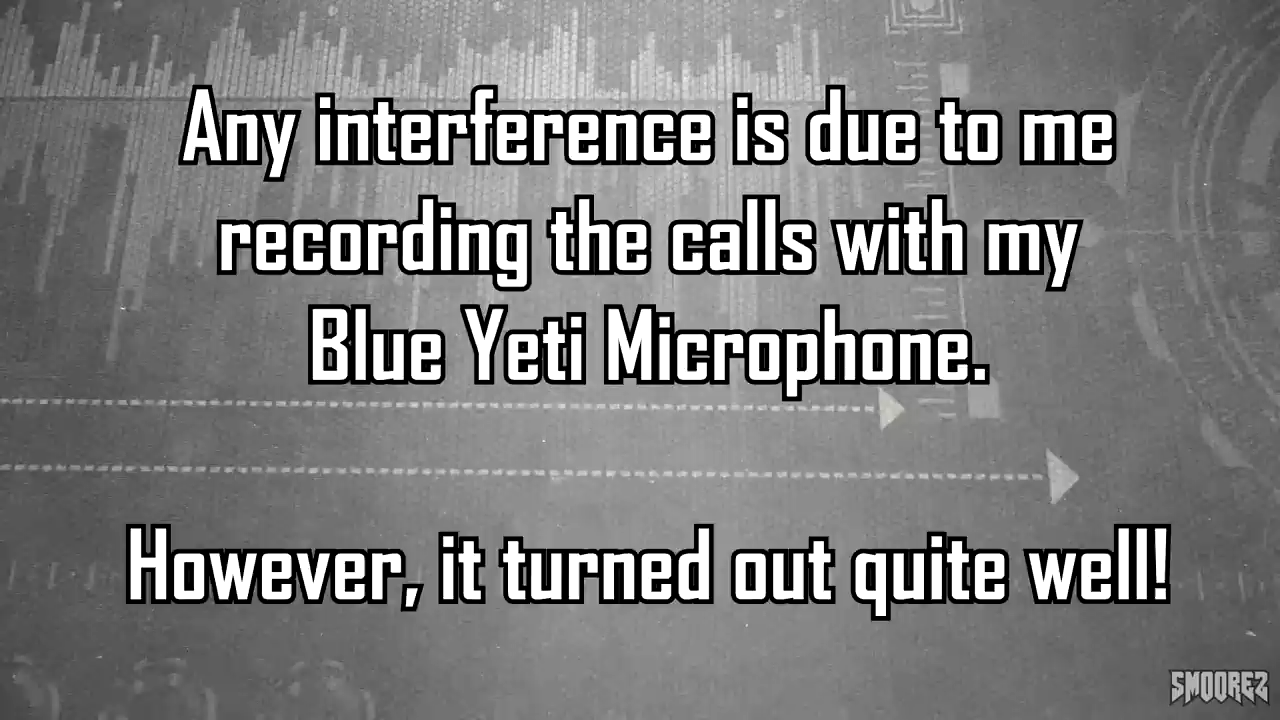 Any interference is due to me
recording the calls with my
Blue Yeti Microphone.
However, it turned out quite well!
SMOOREZ